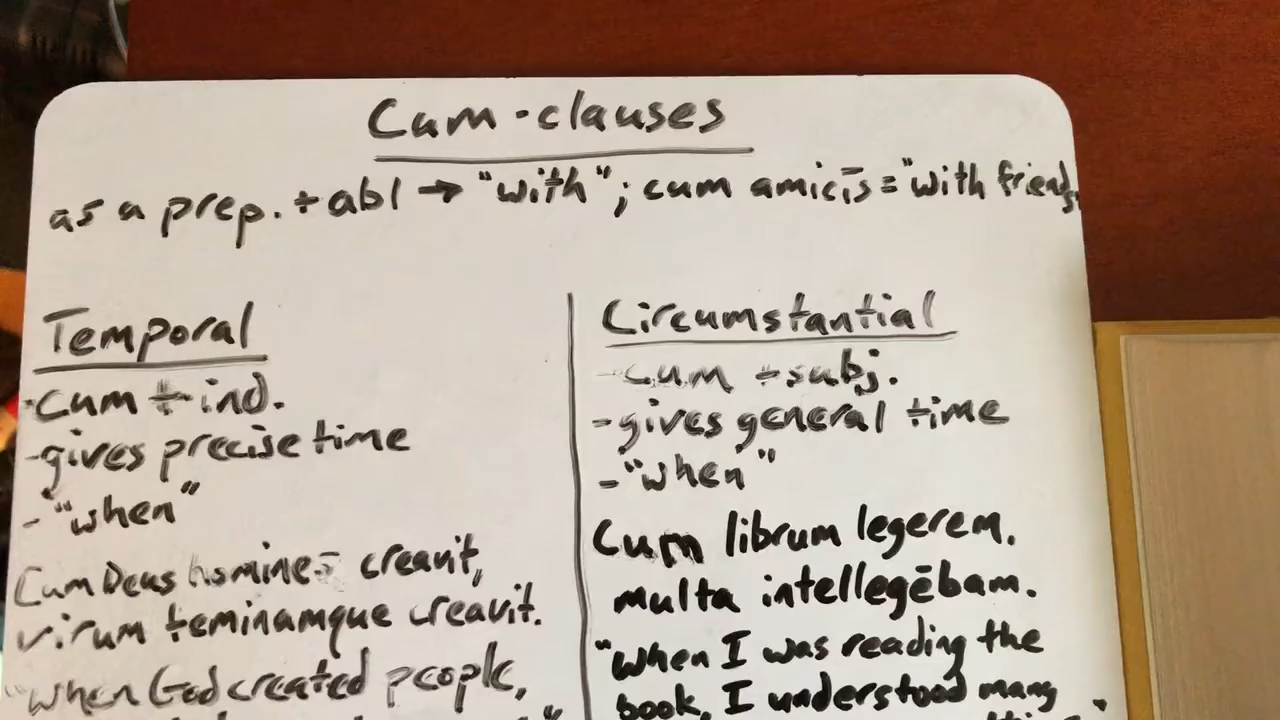 Cum-clauses
as a prep. + abl → "with"; cum amicīs = "with friends
Temporal
-cum + ind.
-gives precise time
- "when"
Cum Deus homines creavit,
virum feminamque creavit.
"when God created people,
Circumstantial
-cum + subj.
-gives general time
- "when"
Cum librum legerem,
multa intellegēbam.
"When I was reading the
book, I understood many